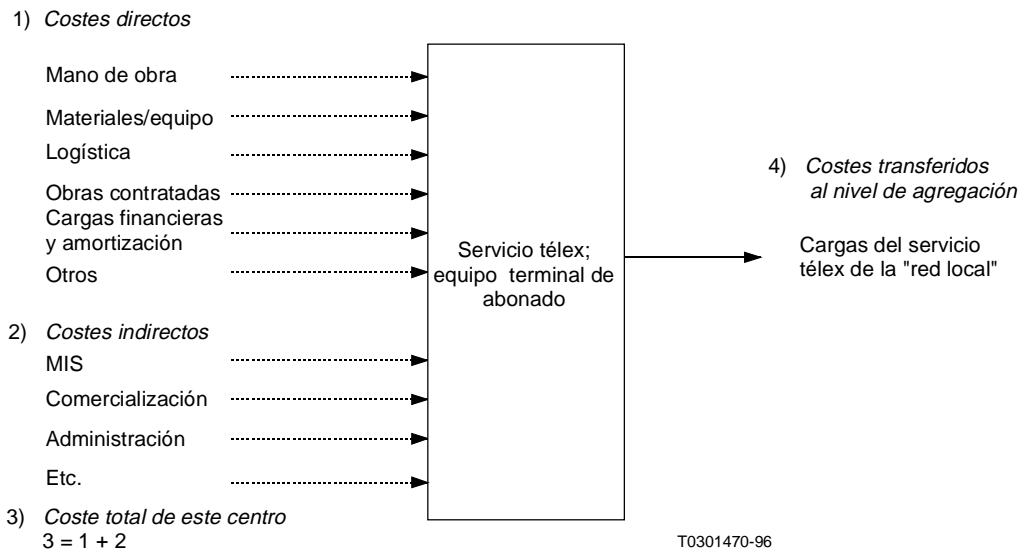 1) Costes directos
Mano de obra
Materiales/equipo
Logística
Obras contratadas
Cargas financieras
y amortización
Otros
2) Costes indirectos
MIS
Comercialización
Administración
Etc.
3) Coste total de este centro
3 = 1 + 2
Servicio télex;
equipo terminal de
abonado
4) Costes transferidos
al nivel de agregación
Cargas del servicio
télex de la "red local"
T0301470-96